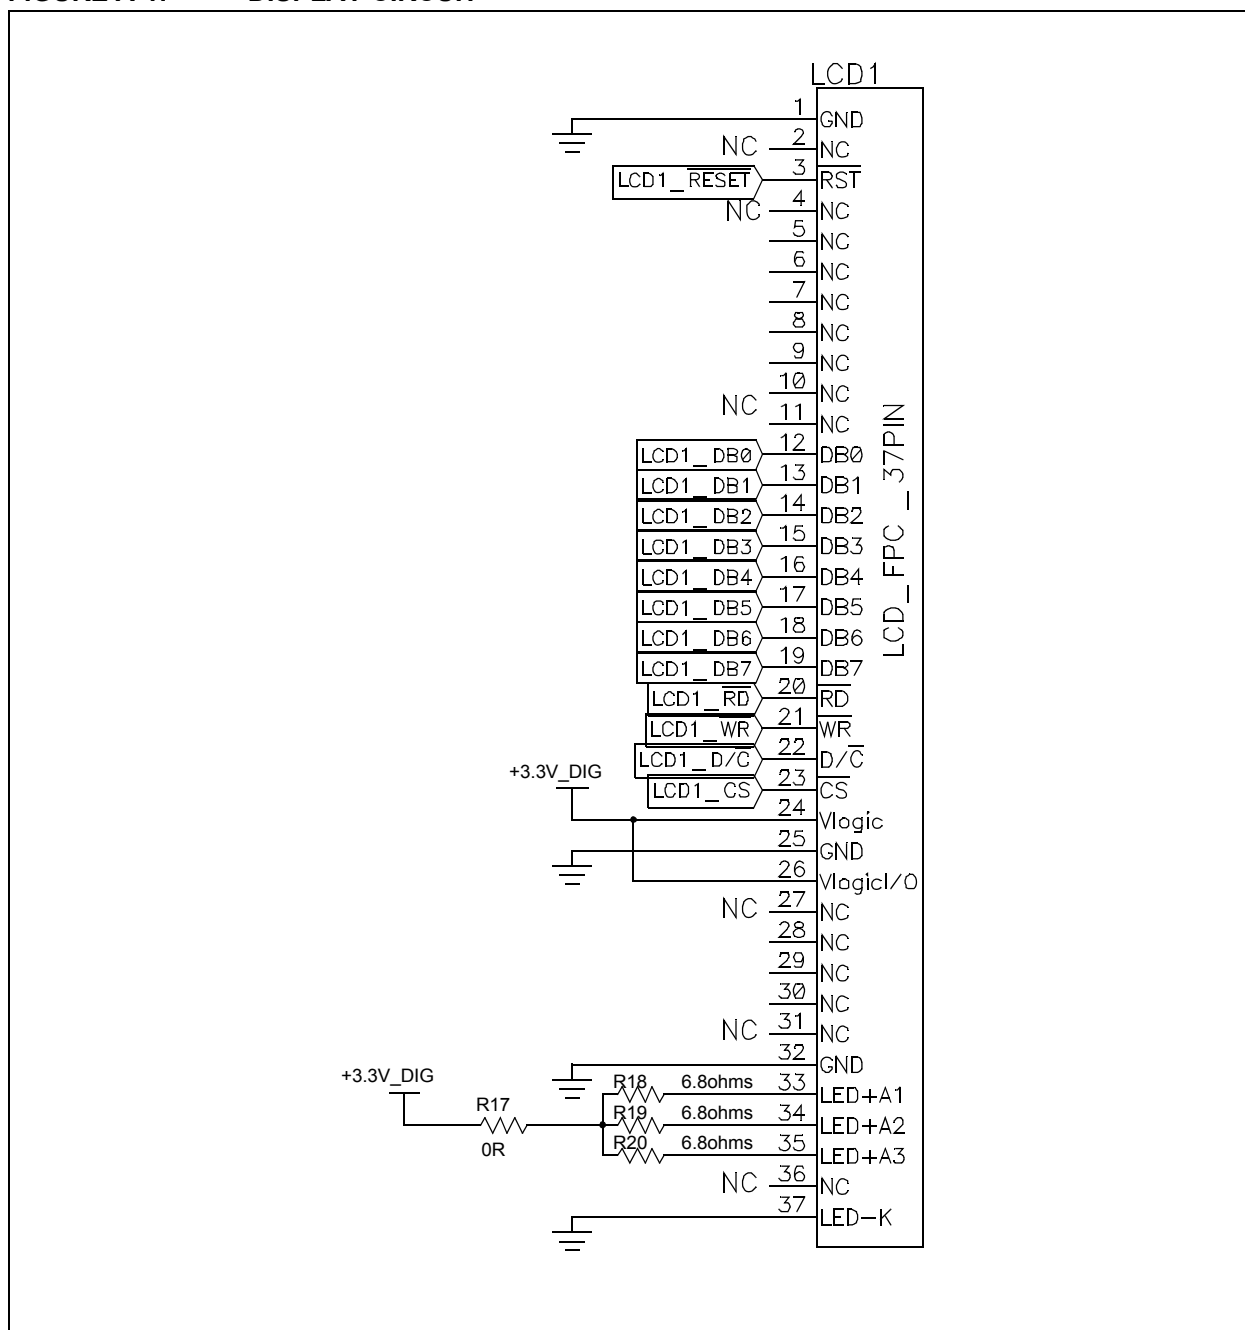 FIGURE DISPLAY CIRCUIT
LCD1
1 GND
NC 2 NC
LCD1_RESET 3 RST
NC 4 NC
5 NC
6 NC
7 NC
8 NC
9 NC
10 NC
NC 11 NC
LCD1_DB0 12 DB0
LCD1_DB1 13 DB1
LCD1_DB2 14 DB2
LCD1_DB3 15 DB3
LCD1_DB4 16 DB4
LCD1_DB5 17 DB5
LCD1_DB6 18 DB6
LCD1_DB7 19 DB7
LCD1_RD 20 RD
LCD1_WR 21 WR
LCD1_D/C 22 D/C
LCD1_CS 23 CS
+3.3V_DIG
24 Vlogic
25 GND
26 VlogicI/O
NC 27 NC
28 NC
29 NC
30 NC
NC 31 NC
32 GND
+3.3V_DIG
R17
0R
R18 6.8ohms 33 LED+A1
R19 6.8ohms 34 LED+A2
R20 6.8ohms 35 LED+A3
NC 36 NC
37 LED-K
LCD_FPC_37PIN